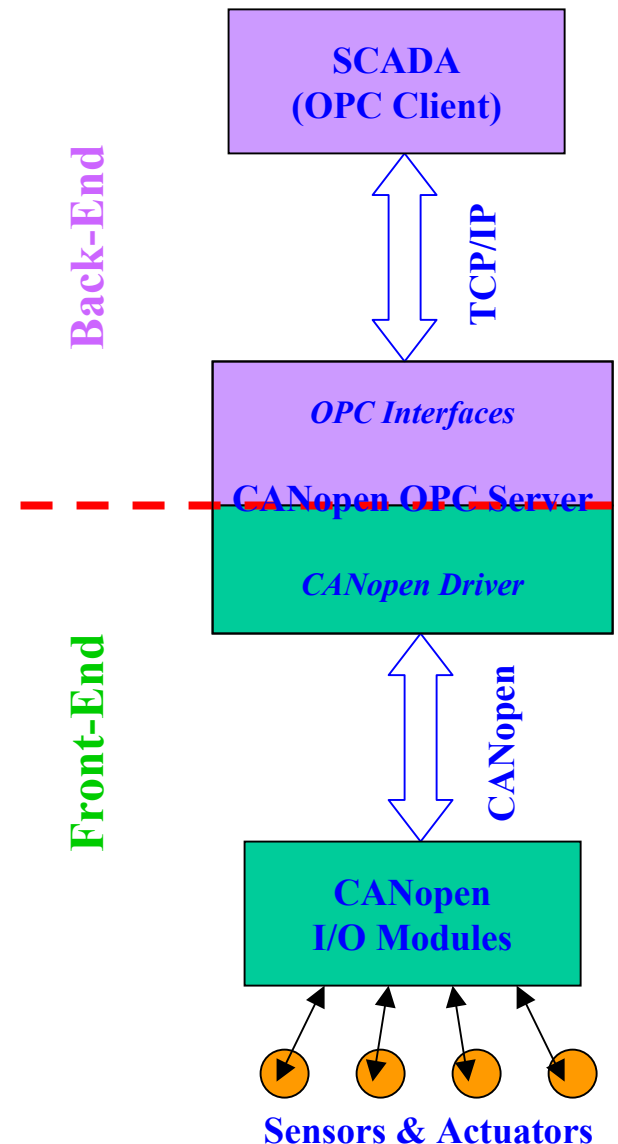 SCADA
(OPC Client)
Back-End
TCP/IP
OPC Interfaces
CANopen OPC Server
CANopen Driver
Front-End
CANopen
CANopen
I/O Modules
Sensors & Actuators